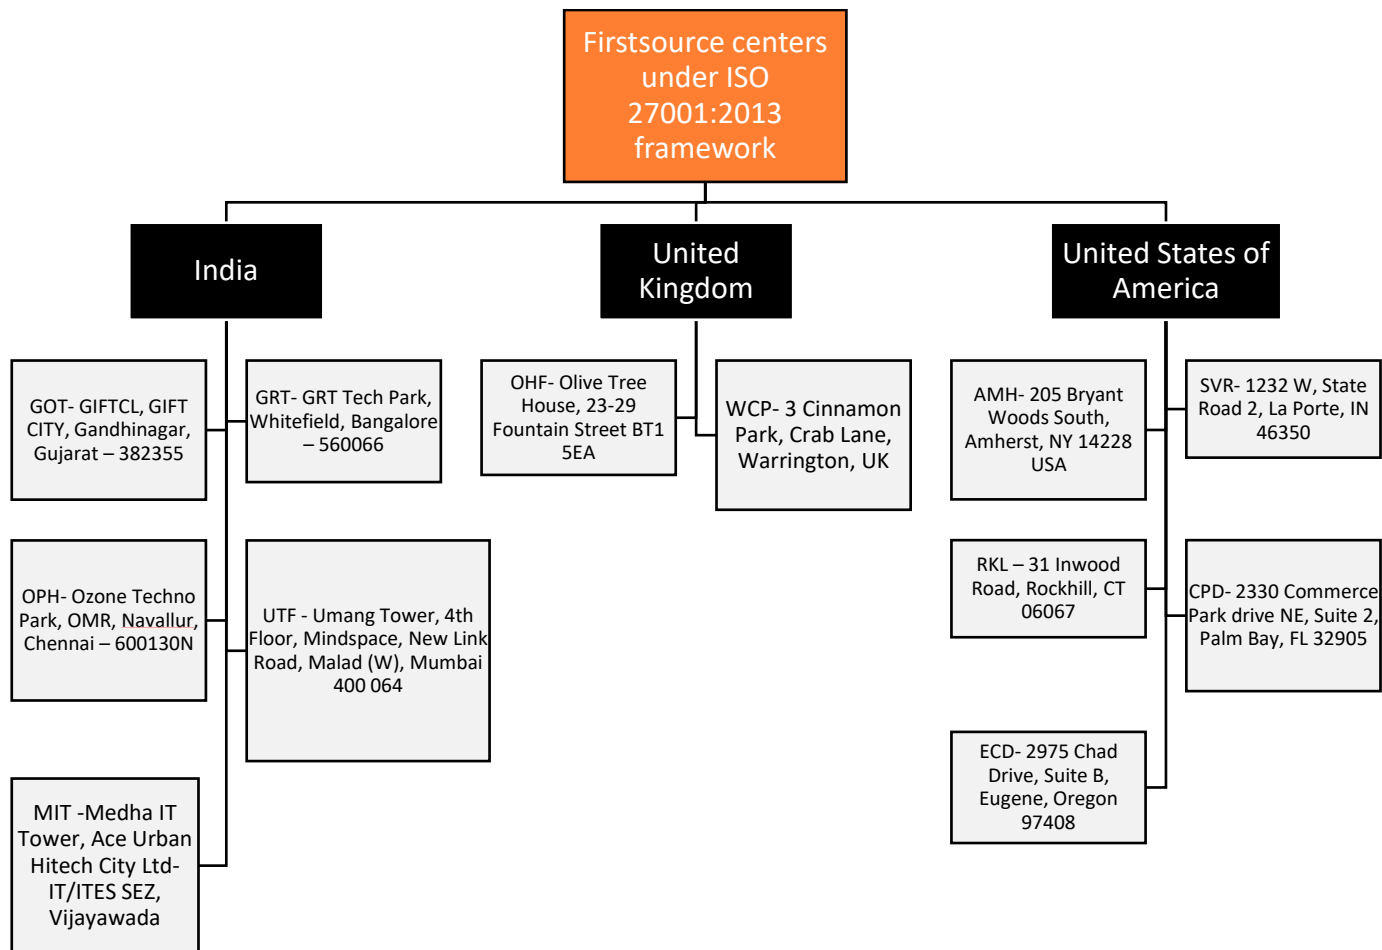 Firstsource centers
under ISO
27001:2013
framework
India
United
Kingdom
United States of
America
GOT- GIFTCL, GIFT
CITY, Gandhinagar,
Gujarat – 382355
GRT- GRT Tech Park,
Whitefield, Bangalore
– 560066
OPH- Ozone Techno
Park, OMR, Navallur,
Chennai – 600130N
UTF - Umang Tower, 4th
Floor, Mindspace, New Link
Road, Malad (W), Mumbai
400 064
MIT -Medha IT
Tower, Ace Urban
Hitech City Ltd-
IT/ITES SEZ,
Vijayawada
OHF- Olive Tree
House, 23-29
Fountain Street BT1
5EA
WCP- 3 Cinnamon
Park, Crab Lane,
Warrington, UK
AMH- 205 Bryant
Woods South,
Amherst, NY 14228
USA
SVR- 1232 W, State
Road 2, La Porte, IN
46350
RKL – 31 Inwood
Road, Rockhill, CT
06067
CPD- 2330 Commerce
Park drive NE, Suite 2,
Palm Bay, FL 32905
ECD- 2975 Chad
Drive, Suite B,
Eugene, Oregon
97408